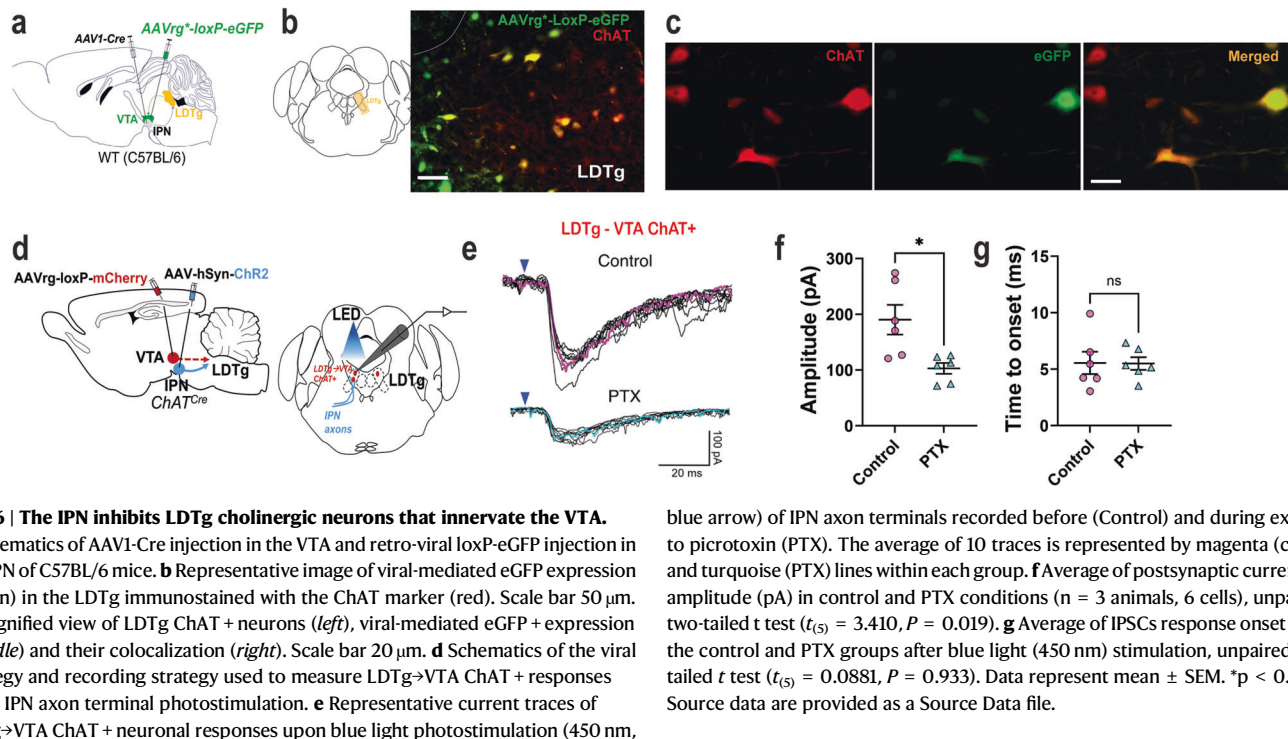 a
AAV1-Cre
AAVrg*-loxP-eGFP
VTA
IPN
LDTg
WT (C57BL/6)
b
LDTg
AAVrg*-LoxP-eGFP
ChAT
LDTg
c
ChAT
eGFP
Merged
d
AAVrg-loxP-mCherry
AAV-hSyn-ChR2
VTA
IPN
LDTg
ChATCre
LED
LDTg→VTA
ChAT+
LDTg
IPN
axons
e
LDTg - VTA ChAT+
Control
PTX
100 pA
20 ms
f
Amplitude (pA)
300
200
100
0
*
Control
PTX
g
Time to onset (ms)
15
10
5
0
ns
Control
PTX
6 | The IPN inhibits LDTg cholinergic neurons that innervate the VTA.
ematics of AAV1-Cre injection in the VTA and retro-viral loxP-eGFP injection in
PN of C57BL/6 mice. b Representative image of viral-mediated eGFP expression
n) in the LDTg immunostained with the ChAT marker (red). Scale bar 50 μm.
gnified view of LDTg ChAT + neurons (left), viral-mediated eGFP + expression
dle) and their colocalization (right). Scale bar 20 μm. d Schematics of the viral
egy and recording strategy used to measure LDTg→VTA ChAT + responses
IPN axon terminal photostimulation. e Representative current traces of
g→VTA ChAT + neuronal responses upon blue light photostimulation (450 nm,
blue arrow) of IPN axon terminals recorded before (Control) and during ex
to picrotoxin (PTX). The average of 10 traces is represented by magenta (c
and turquoise (PTX) lines within each group. f Average of postsynaptic curre
amplitude (pA) in control and PTX conditions (n = 3 animals, 6 cells), unpa
two-tailed t test (t(5) = 3.410, P = 0.019). g Average of IPSCs response onset
the control and PTX groups after blue light (450 nm) stimulation, unpaired
tailed t test (t(5) = 0.0881, P = 0.933). Data represent mean ± SEM. *p < 0.
Source data are provided as a Source Data file.